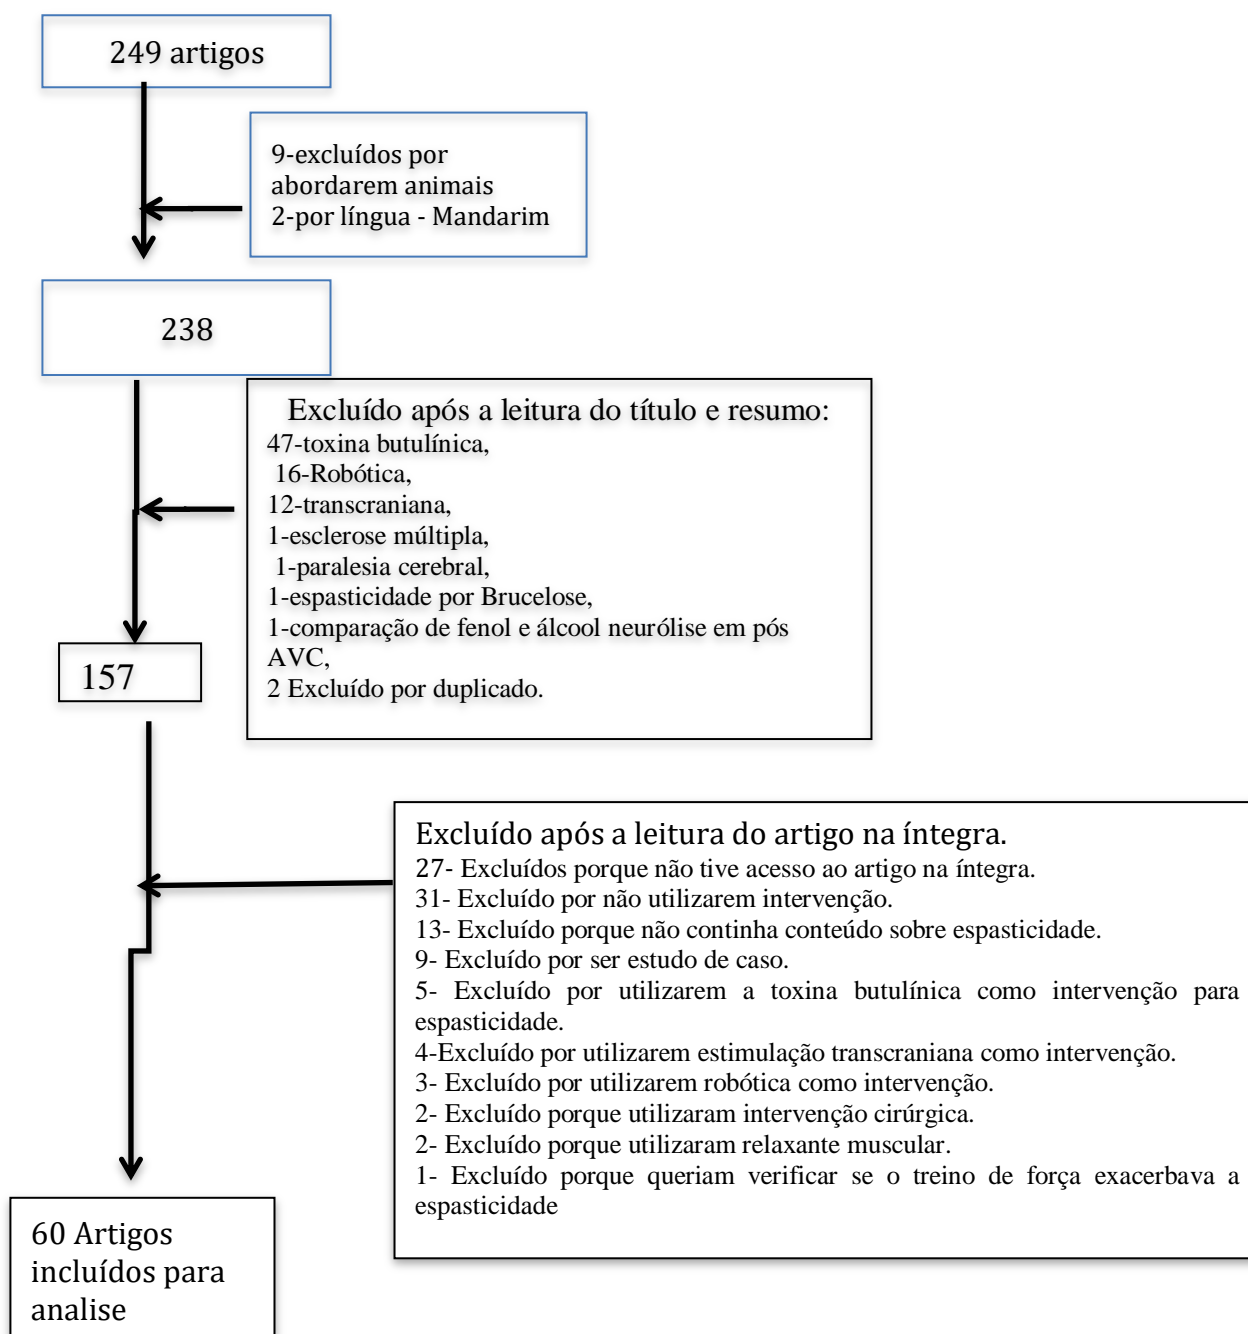 249 artigos
9-excluídos por
abordarem animais
2-por língua - Mandarim
238
Excluído após a leitura do título e resumo:
47-toxina butulínica,
16-Robótica,
12-transcraniana,
1-esclerose múltipla,
1-paralesia cerebral,
1-espasticidade por Brucelose,
1-comparação de fenol e álcool neurólise em pós
AVC,
2 Excluído por duplicado.
157
Excluído após a leitura do artigo na íntegra.
27- Excluídos porque não tive acesso ao artigo na íntegra.
31- Excluído por não utilizarem intervenção.
13- Excluído porque não continha conteúdo sobre espasticidade.
9- Excluído por ser estudo de caso.
5- Excluído por utilizarem a toxina butulínica como intervenção para
espasticidade.
4-Excluído por utilizarem estimulação transcraniana como intervenção.
3- Excluído por utilizarem robótica como intervenção.
2- Excluído porque utilizaram intervenção cirúrgica.
2- Excluído porque utilizaram relaxante muscular.
1- Excluído porque queriam verificar se o treino de força exacerbava a
espasticidade
60 Artigos
incluídos para
analise